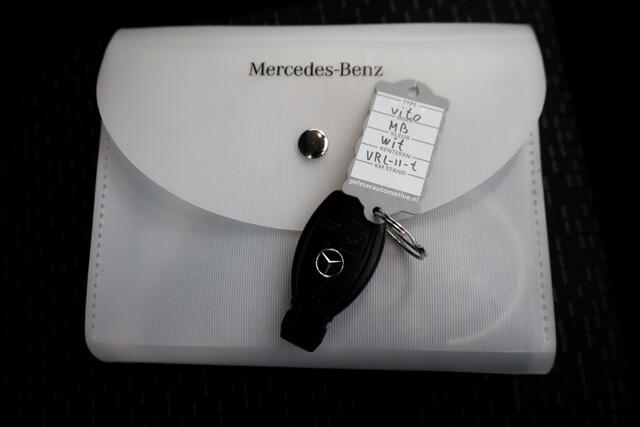 Mercedes-Benz
TYPE
vito
MERK
MB
KLEUR
wit
KENTEKEN
VRL-11-t
KM STAND
pelsterautomotive.nl